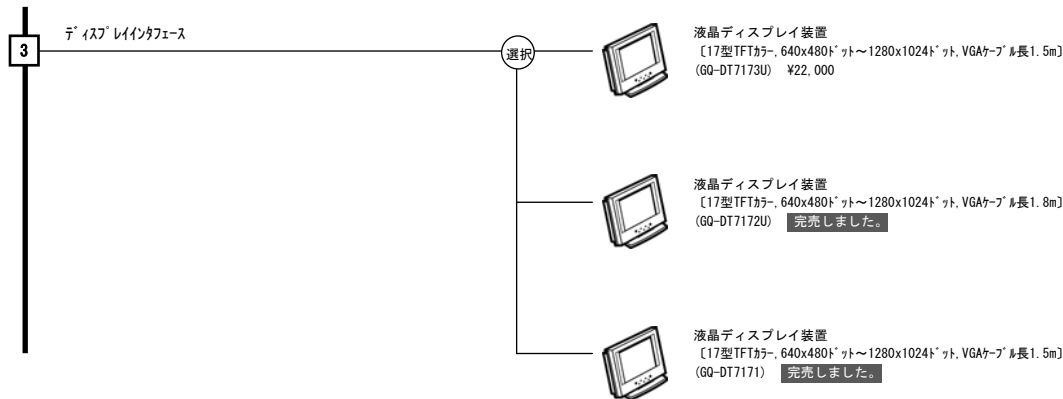 3
ﾃﾞｨｽﾌﾟﾚｲｲﾝﾀﾌｪｰｽ
選択
液晶ディスプレイ装置
〔17型TFTｶﾗｰ,640x480ﾄﾞｯﾄ～1280x1024ﾄﾞｯﾄ,VGAｹｰﾌﾞﾙ長1.5m〕
(GQ-DT7173U) ¥22,000
液晶ディスプレイ装置
〔17型TFTｶﾗｰ,640x480ﾄﾞｯﾄ～1280x1024ﾄﾞｯﾄ,VGAｹｰﾌﾞﾙ長1.8m〕
(GQ-DT7172U) 完売しました。
液晶ディスプレイ装置
〔17型TFTｶﾗｰ,640x480ﾄﾞｯﾄ～1280x1024ﾄﾞｯﾄ,VGAｹｰﾌﾞﾙ長1.5m〕
(GQ-DT7171) 完売しました。